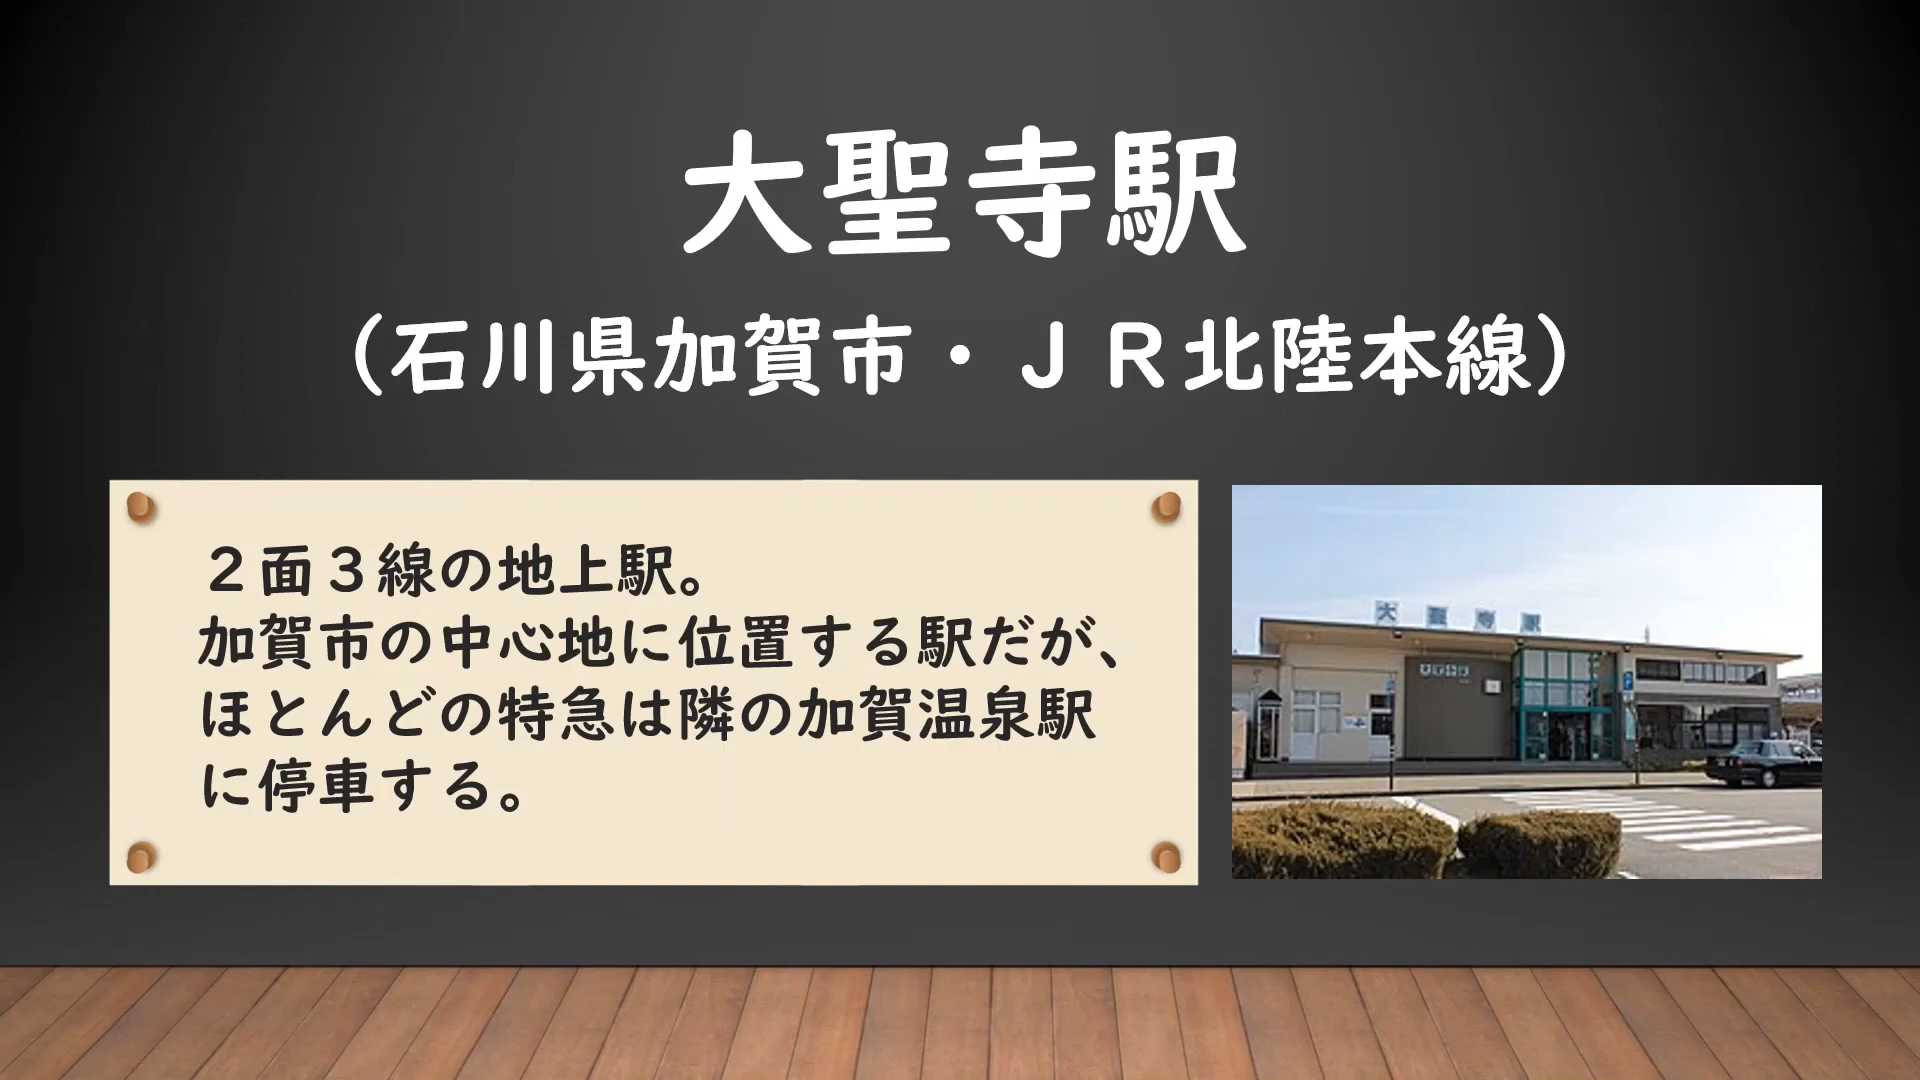 大聖寺駅
（石川県加賀市・ＪＲ北陸本線）
２面３線の地上駅。
加賀市の中心地に位置する駅だが、
ほとんどの特急は隣の加賀温泉駅
に停車する。
大聖寺駅